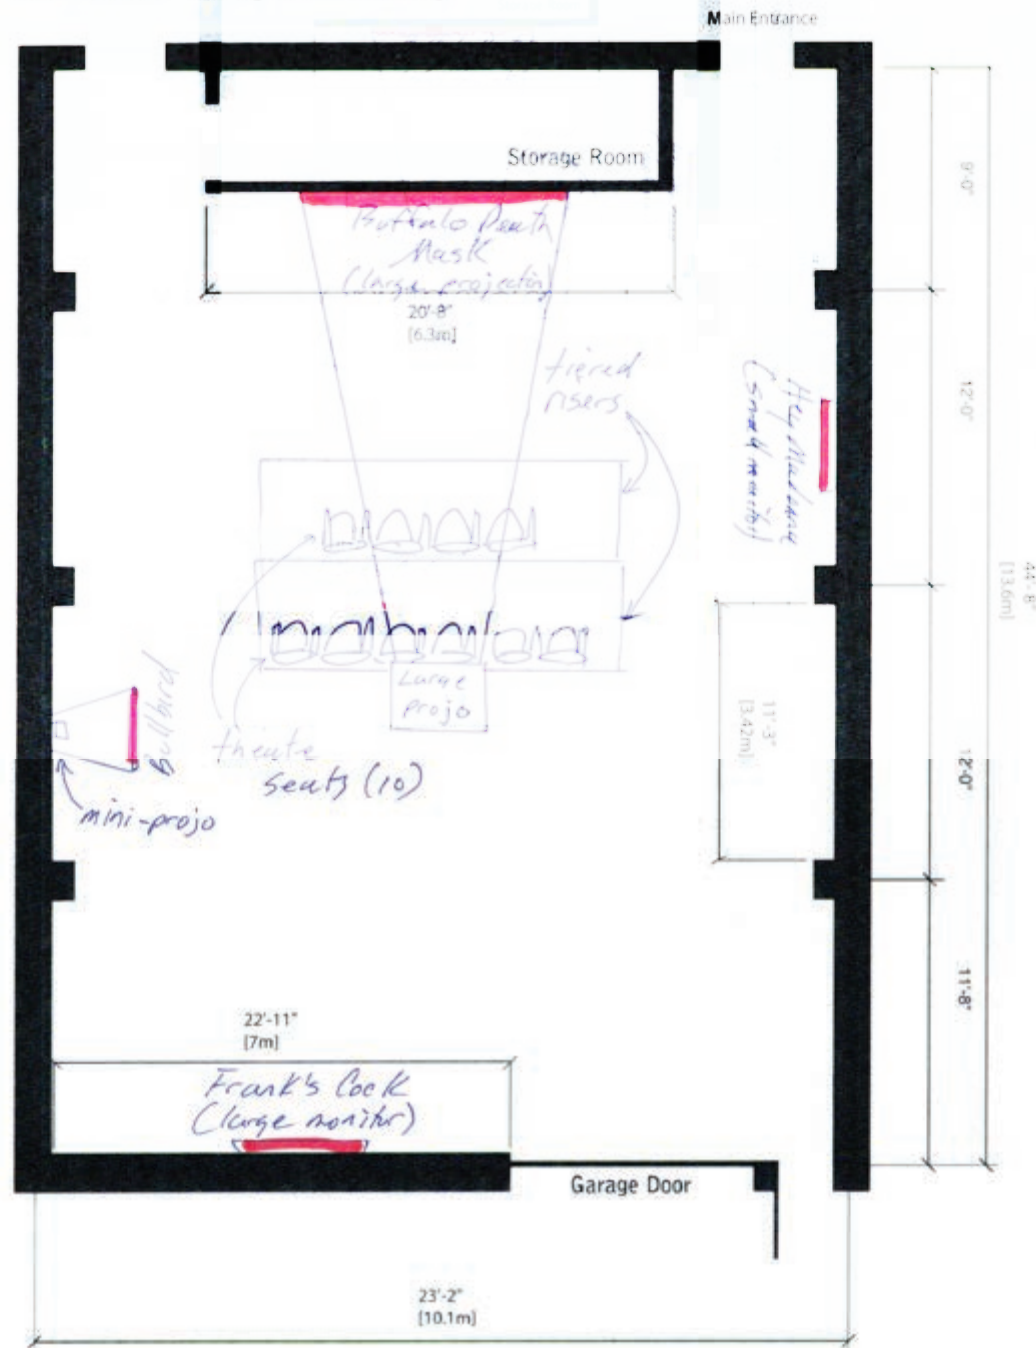 Main Entrance
Storage Room
9'-0"
Buffalo Death
Mask
(large projection)
20'-8"
[6.3m]
tiered
risers
Hey Madonna
(small monitor)
12'-0"
44'-8"
[13.6m]
Large
projo
11'-3"
[3.42m]
Bullbird
theatre
seats (10)
mini-projo
12'-0"
11'-8"
22'-11"
[7m]
Frank's Cock
(large monitor)
Garage Door
23'-2"
[10.1m]